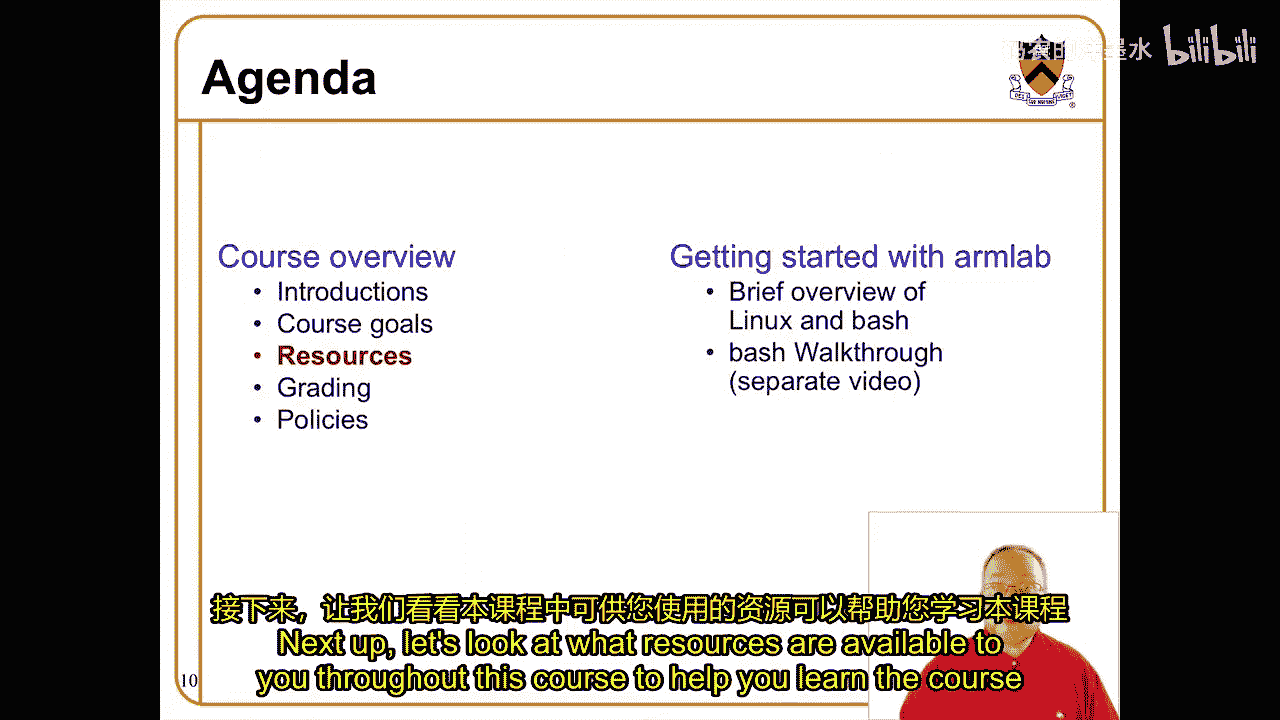 Agenda
bilibili
Course overview
• Introductions
• Course goals
• Resources
• Grading
• Policies
Getting started with armlab
• Brief overview of
Linux and bash
• bash Walkthrough
(separate video)
接下来，让我们看看本课程中可供您使用的资源可以帮助您学习本课程
Next up, let's look at what resources are available to
you throughout this course to help you learn the course
10